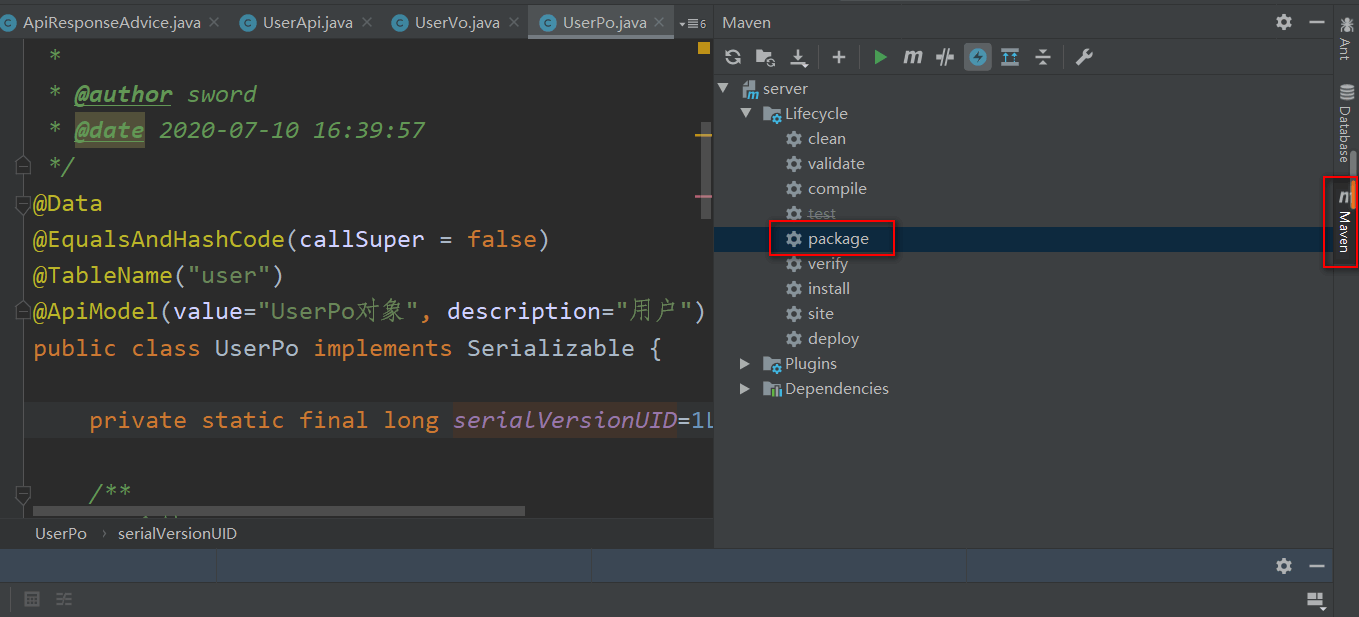 ApiResponseAdvice.java
UserApi.java
UserVo.java
UserPo.java
6
*
* @author sword
* @date 2020-07-10 16:39:57
*/
@Data
@EqualsAndHashCode(callSuper = false)
@TableName("user")
@ApiModel(value="UserPo对象", description="用户")
public class UserPo implements Serializable {
private static final long serialVersionUID=1L
/**
UserPo › serialVersionUID
Maven
server
Lifecycle
clean
validate
compile
test
package
verify
install
site
deploy
Plugins
Dependencies
Ant
Database
Maven